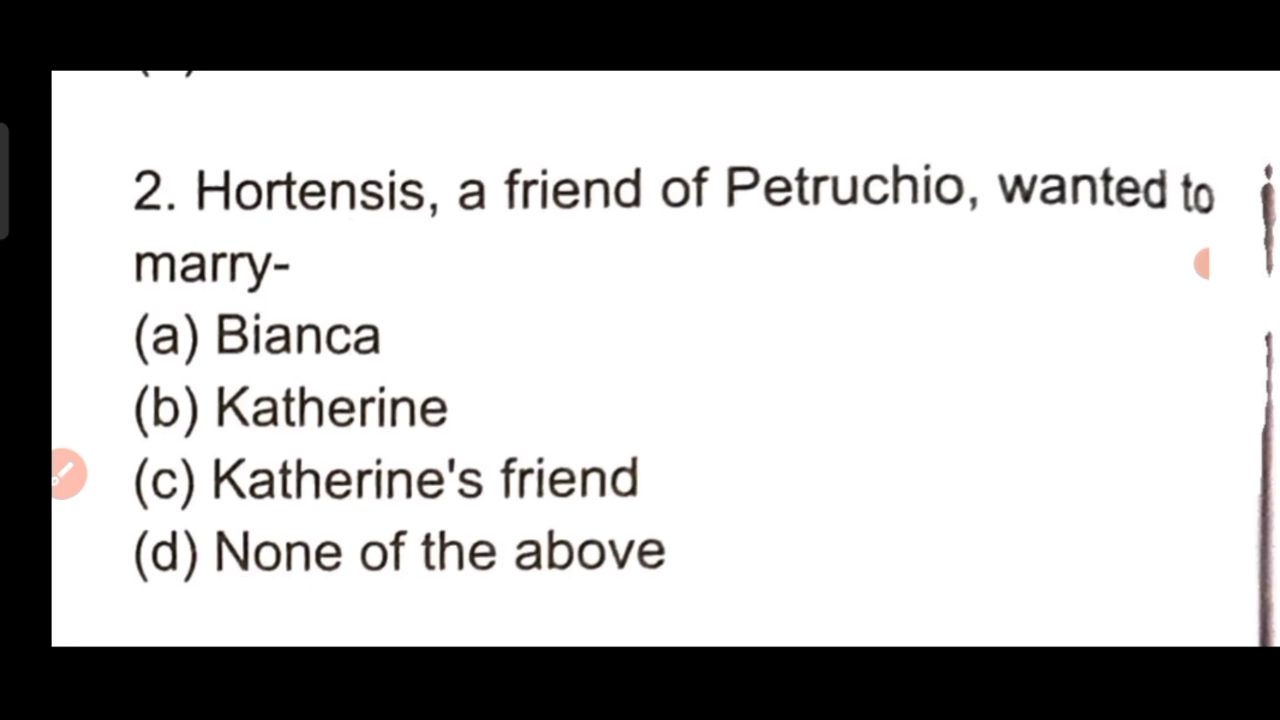 2. Hortensis, a friend of Petruchio, wanted to
marry-
(a) Bianca
(b) Katherine
(c) Katherine's friend
(d) None of the above